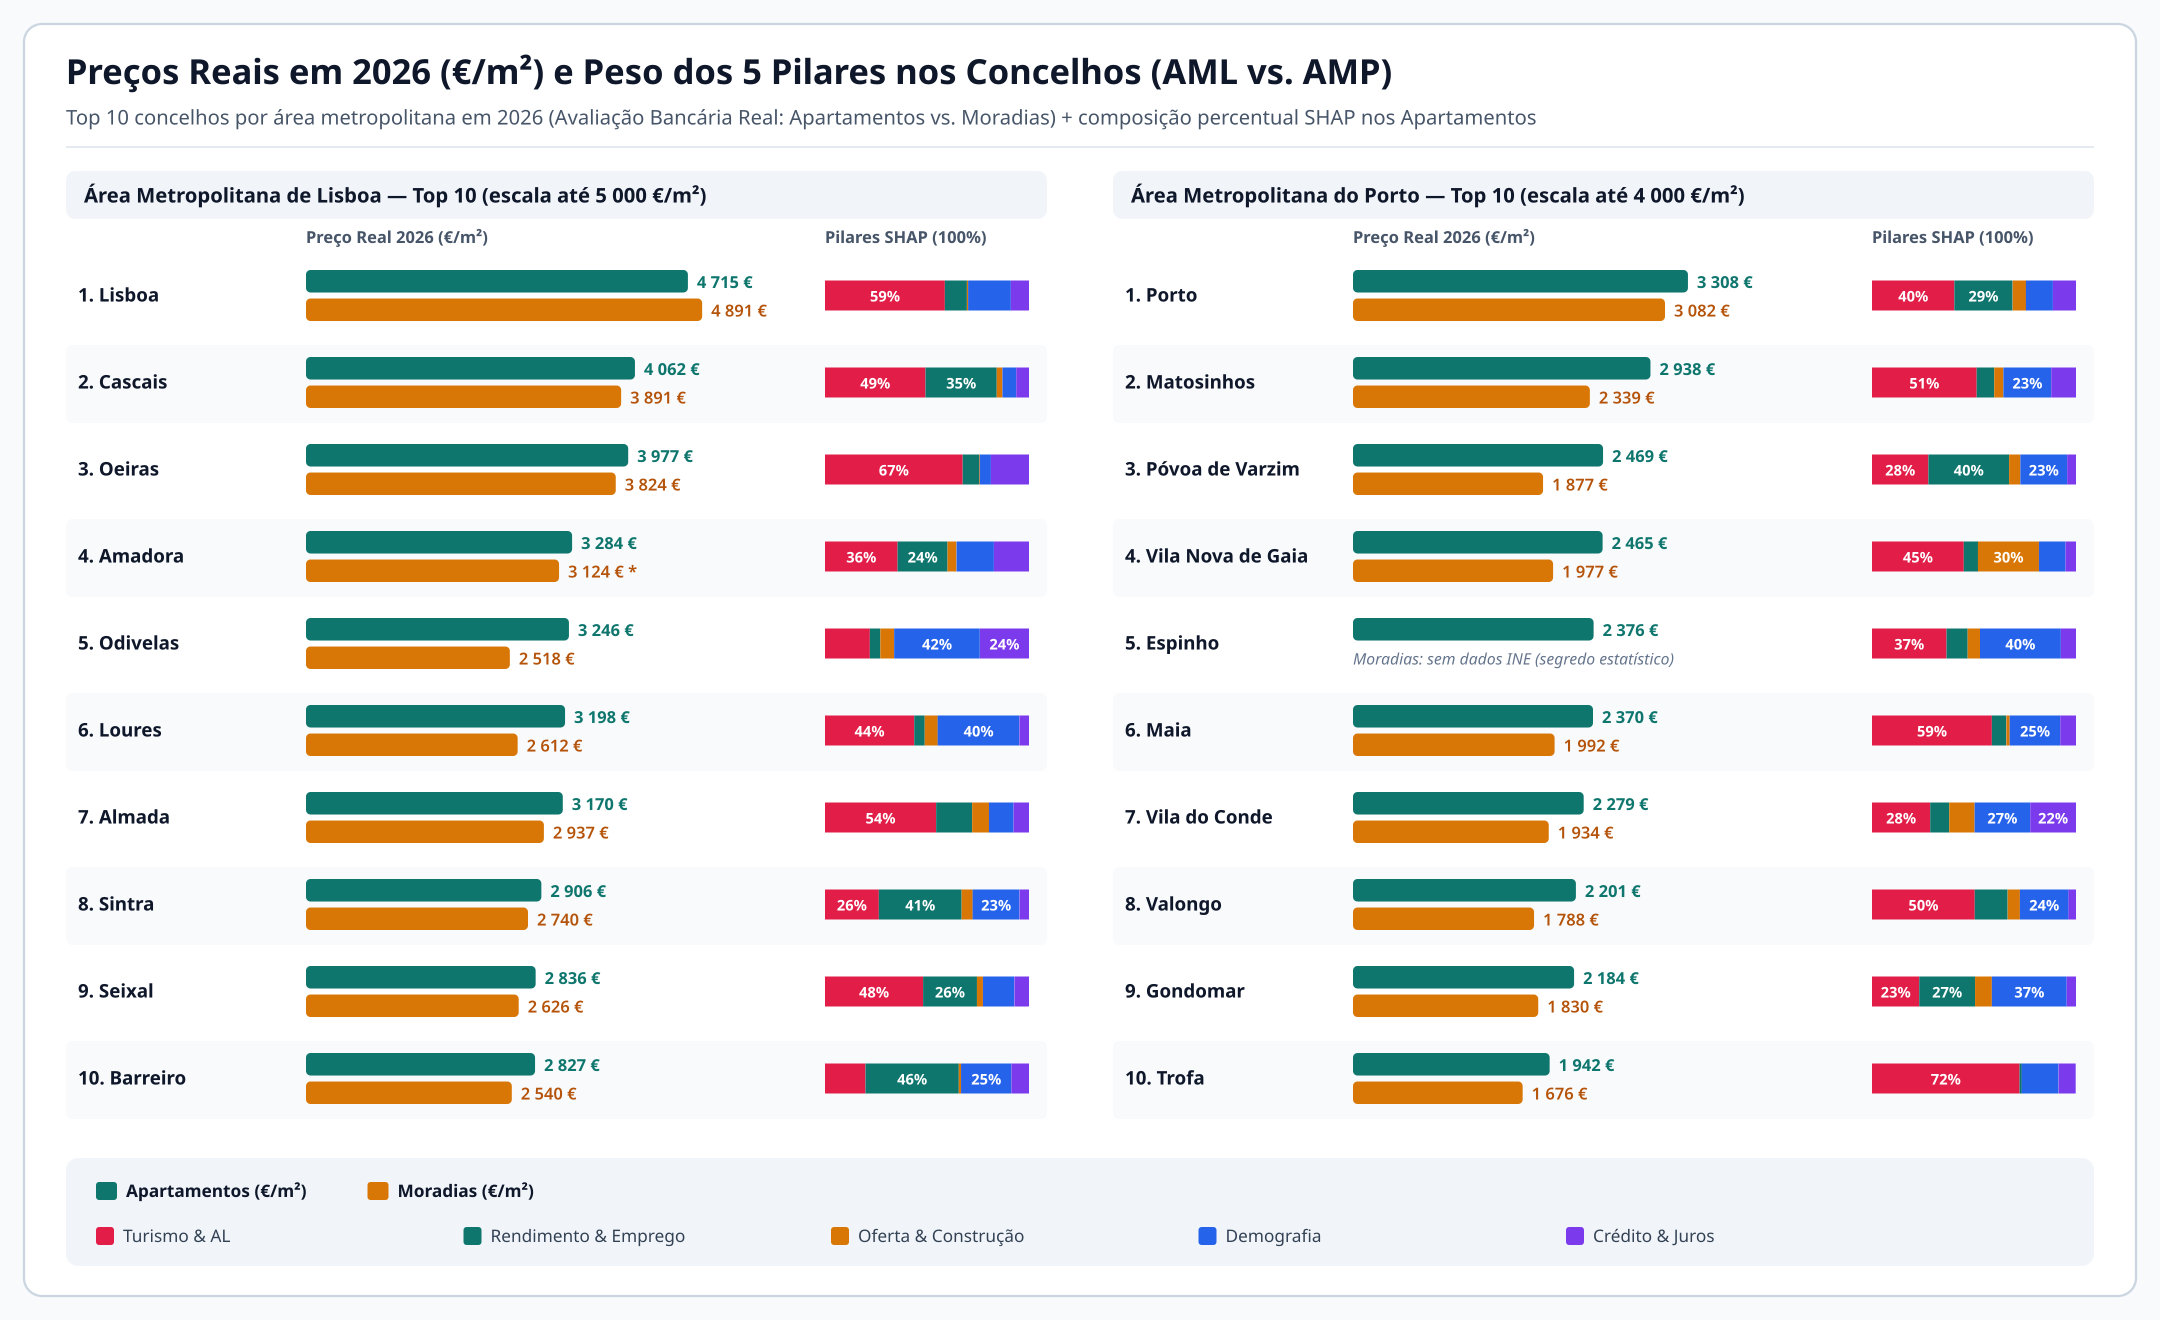 Preços Reais em 2026 (€/m²) e Peso dos 5 Pilares nos Concelhos (AML vs. AMP)
Top 10 concelhos por área metropolitana em 2026 (Avaliação Bancária Real: Apartamentos vs. Moradias) + composição percentual SHAP nos Apartamentos
Área Metropolitana de Lisboa — Top 10 (escala até 5 000 €/m²)
Preço Real 2026 (€/m²) Pilares SHAP (100%)
1. Lisboa 4 715 € 59%
4 891 €
2. Cascais 4 062 € 49% 35%
3 891 €
3. Oeiras 3 977 € 67%
3 824 €
4. Amadora 3 284 € 36% 24%
3 124 € *
5. Odivelas 3 246 € 42% 24%
2 518 €
6. Loures 3 198 € 44% 40%
2 612 €
7. Almada 3 170 € 54%
2 937 €
8. Sintra 2 906 € 26% 41% 23%
2 740 €
9. Seixal 2 836 € 48% 26%
2 626 €
10. Barreiro 2 827 € 46% 25%
2 540 €
Área Metropolitana do Porto — Top 10 (escala até 4 000 €/m²)
Preço Real 2026 (€/m²) Pilares SHAP (100%)
1. Porto 3 308 € 40% 29%
3 082 €
2. Matosinhos 2 938 € 51% 23%
2 339 €
3. Póvoa de Varzim 2 469 € 28% 40% 23%
1 877 €
4. Vila Nova de Gaia 2 465 € 45% 30%
1 977 €
5. Espinho 2 376 € 37% 40%
Moradias: sem dados INE (segredo estatístico)
6. Maia 2 370 € 59% 25%
1 992 €
7. Vila do Conde 2 279 € 28% 27% 22%
1 934 €
8. Valongo 2 201 € 50% 24%
1 788 €
9. Gondomar 2 184 € 23% 27% 37%
1 830 €
10. Trofa 1 942 € 72%
1 676 €
Apartamentos (€/m²) Moradias (€/m²)
Turismo & AL Rendimento & Emprego Oferta & Construção Demografia Crédito & Juros